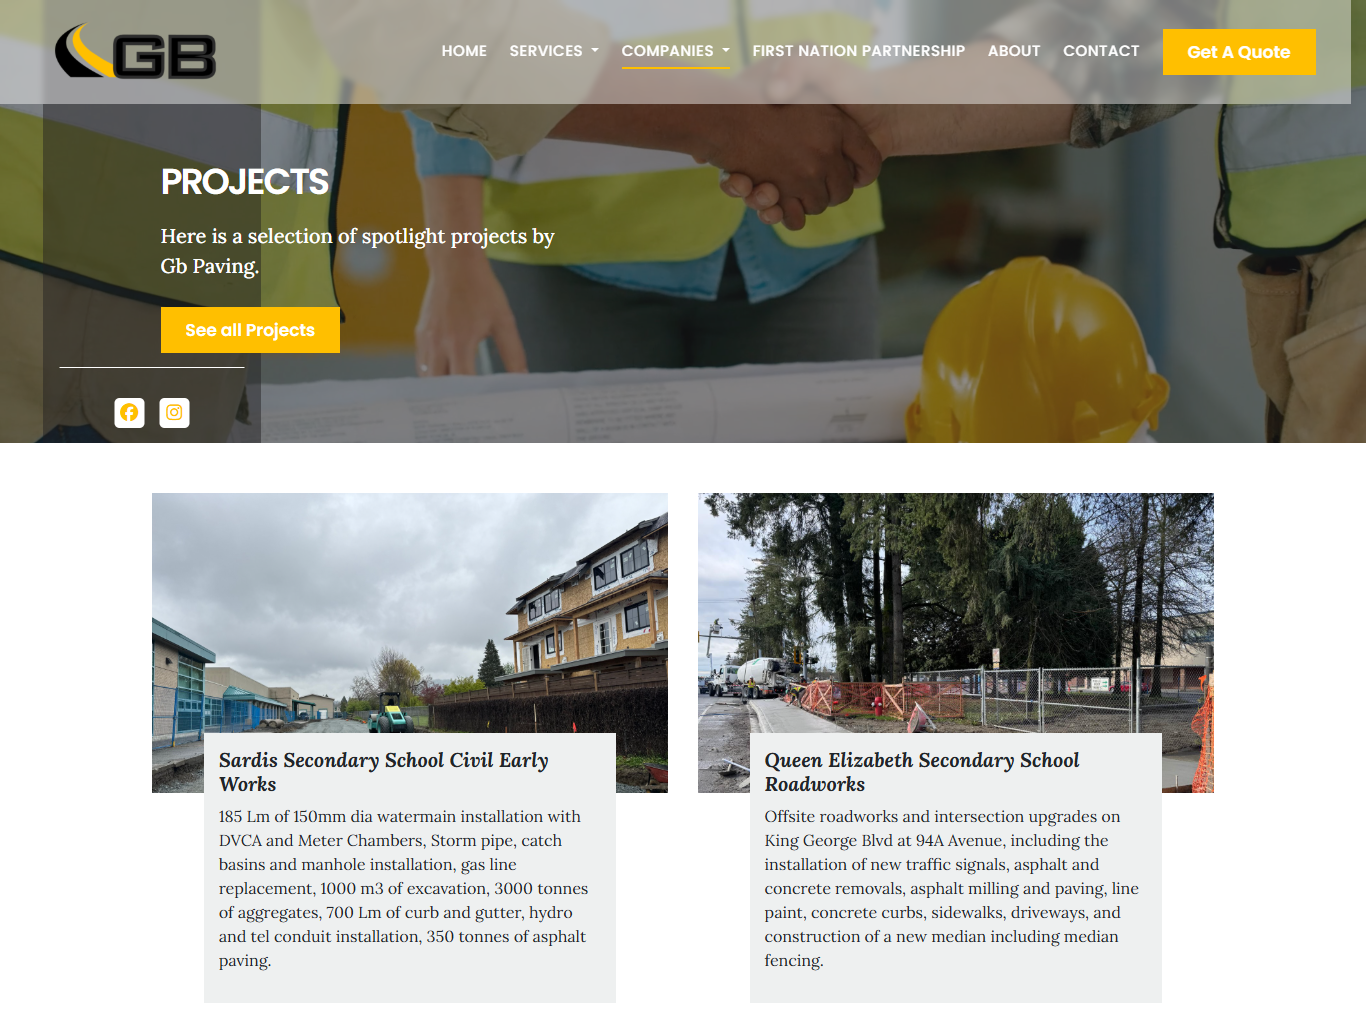 GB
HOME SERVICES COMPANIES FIRST NATION PARTNERSHIP ABOUT CONTACT Get A Quote
PROJECTS
Here is a selection of spotlight projects by
Gb Paving.
See all Projects
Sardis Secondary School Civil Early
Works
185 Lm of 150mm dia watermain installation with
DVCA and Meter Chambers, Storm pipe, catch
basins and manhole installation, gas line
replacement, 1000 m3 of excavation, 3000 tonnes
of aggregates, 700 Lm of curb and gutter, hydro
and tel conduit installation, 350 tonnes of asphalt
paving.
Queen Elizabeth Secondary School
Roadworks
Offsite roadworks and intersection upgrades on
King George Blvd at 94A Avenue, including the
installation of new traffic signals, asphalt and
concrete removals, asphalt milling and paving, line
paint, concrete curbs, sidewalks, driveways, and
construction of a new median including median
fencing.